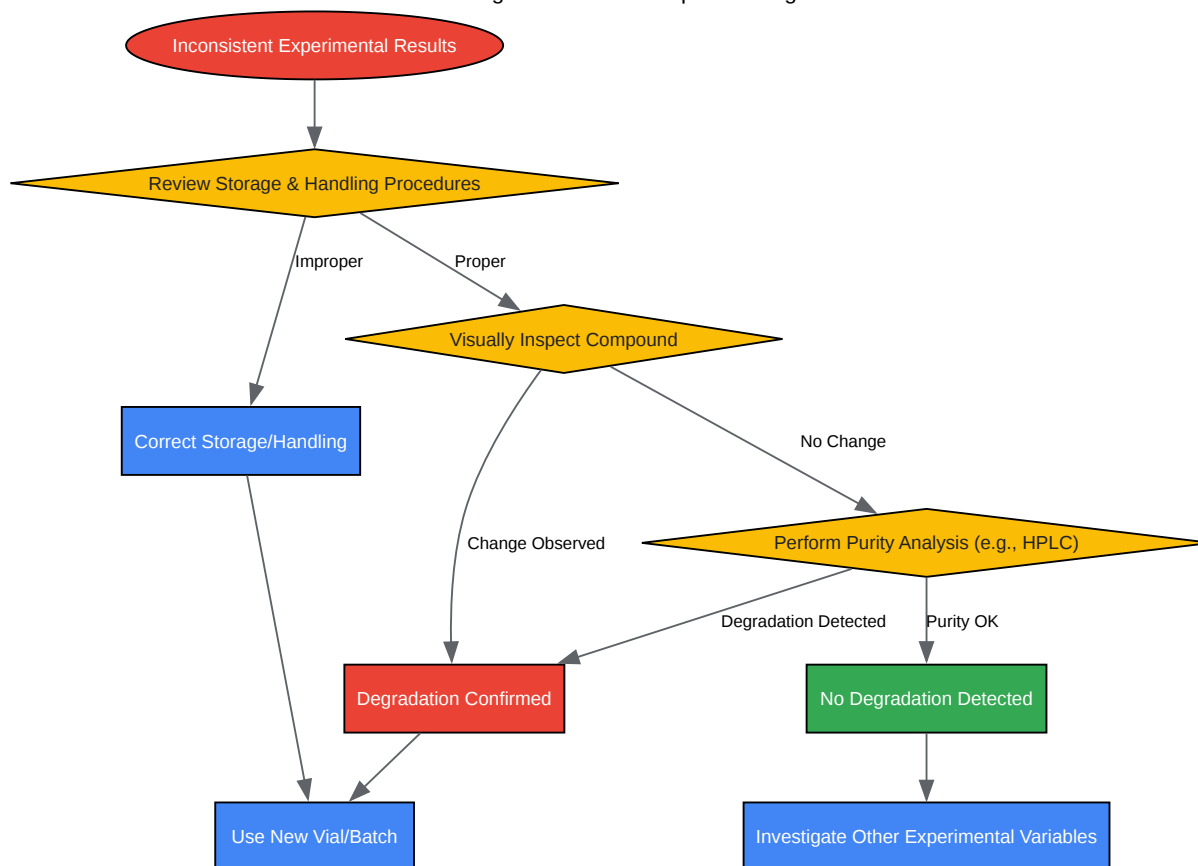 Inconsistent Experimental Results
Review Storage & Handling Procedures
Improper
Proper
Visually Inspect Compound
Correct Storage/Handling
No Change
Change Observed
Perform Purity Analysis (e.g., HPLC)
Degradation Detected
Purity OK
Degradation Confirmed
No Degradation Detected
Use New Vial/Batch
Investigate Other Experimental Variables